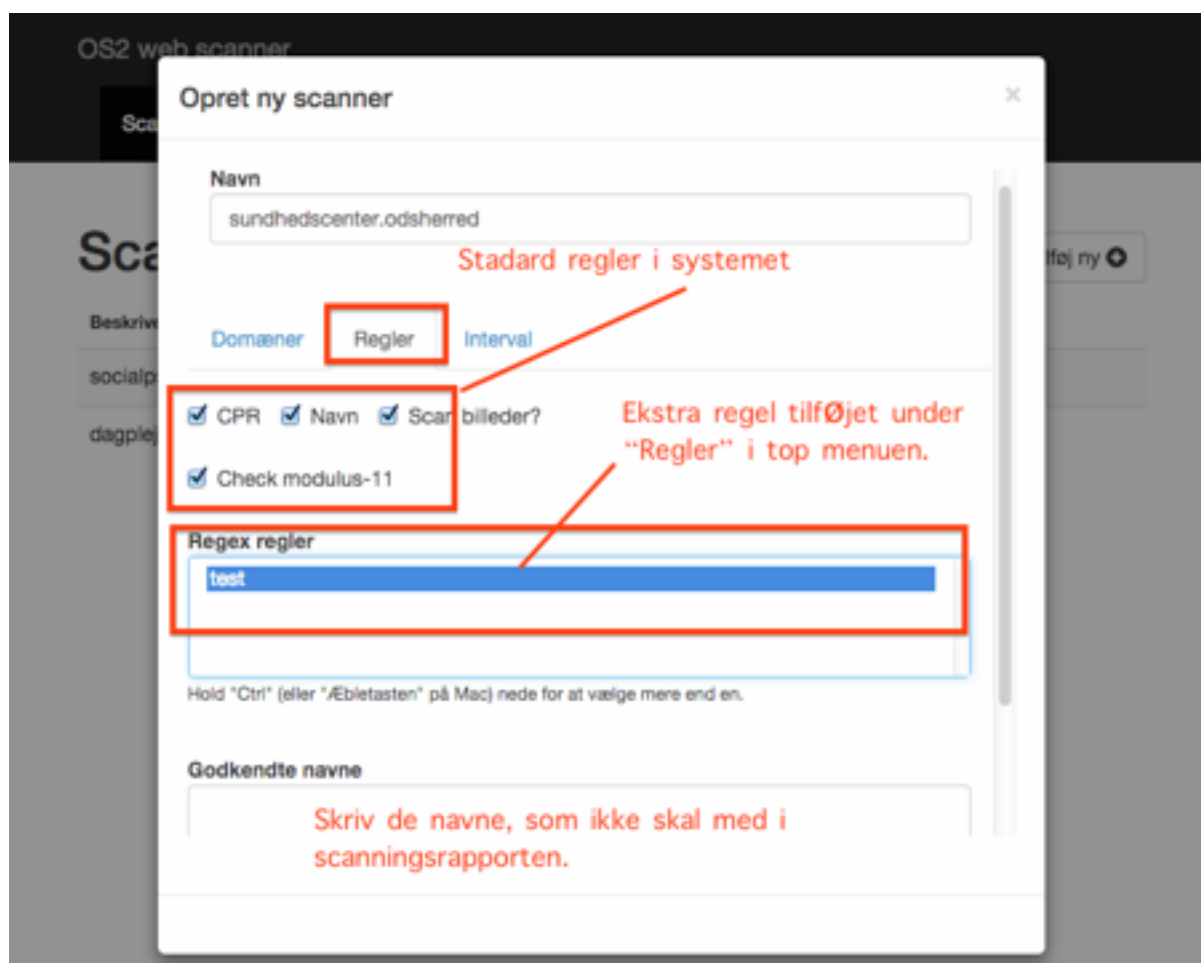 OS2 web scanner
Opret ny scanner
×
Sca
Navn
sundhedscenter.odsherred
Sca
Stadard regler i systemet
lføj ny
Beskrive
Domæner Regler Interval
socialp
CPR Navn Scan billeder?
Ekstra regel tilføjet under
“Regler” i top menuen.
dagplej
Check modulus-11
Regex regler
test
Hold "Ctrl" (eller "Æbletasten" på Mac) nede for at vælge mere end en.
Godkendte navne
Skriv de navne, som ikke skal med i
scanningsrapporten.